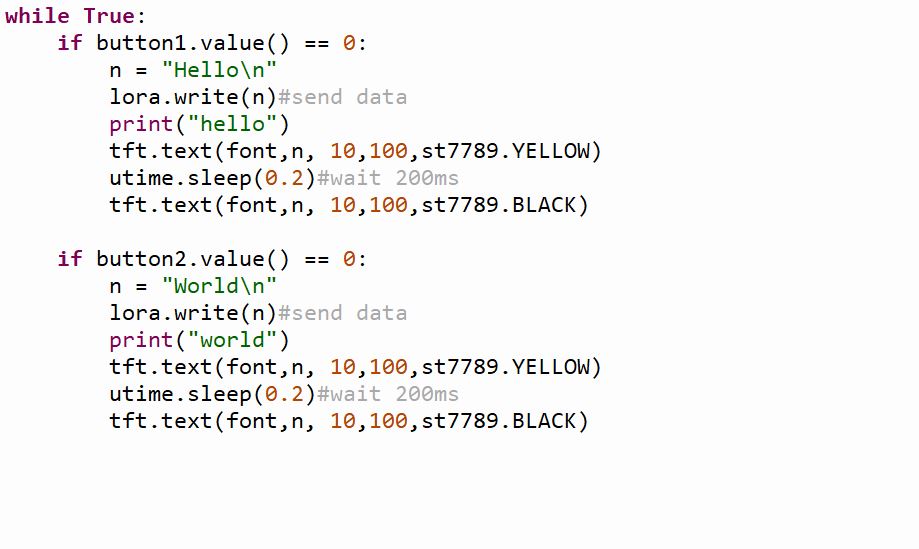 while True:
    if button1.value() == 0:
        n = "Hello\n"
        lora.write(n)#send data
        print("hello")
        tft.text(font,n, 10,100,st7789.YELLOW)
        utime.sleep(0.2)#wait 200ms
        tft.text(font,n, 10,100,st7789.BLACK)

    if button2.value() == 0:
        n = "World\n"
        lora.write(n)#send data
        print("world")
        tft.text(font,n, 10,100,st7789.YELLOW)
        utime.sleep(0.2)#wait 200ms
        tft.text(font,n, 10,100,st7789.BLACK)